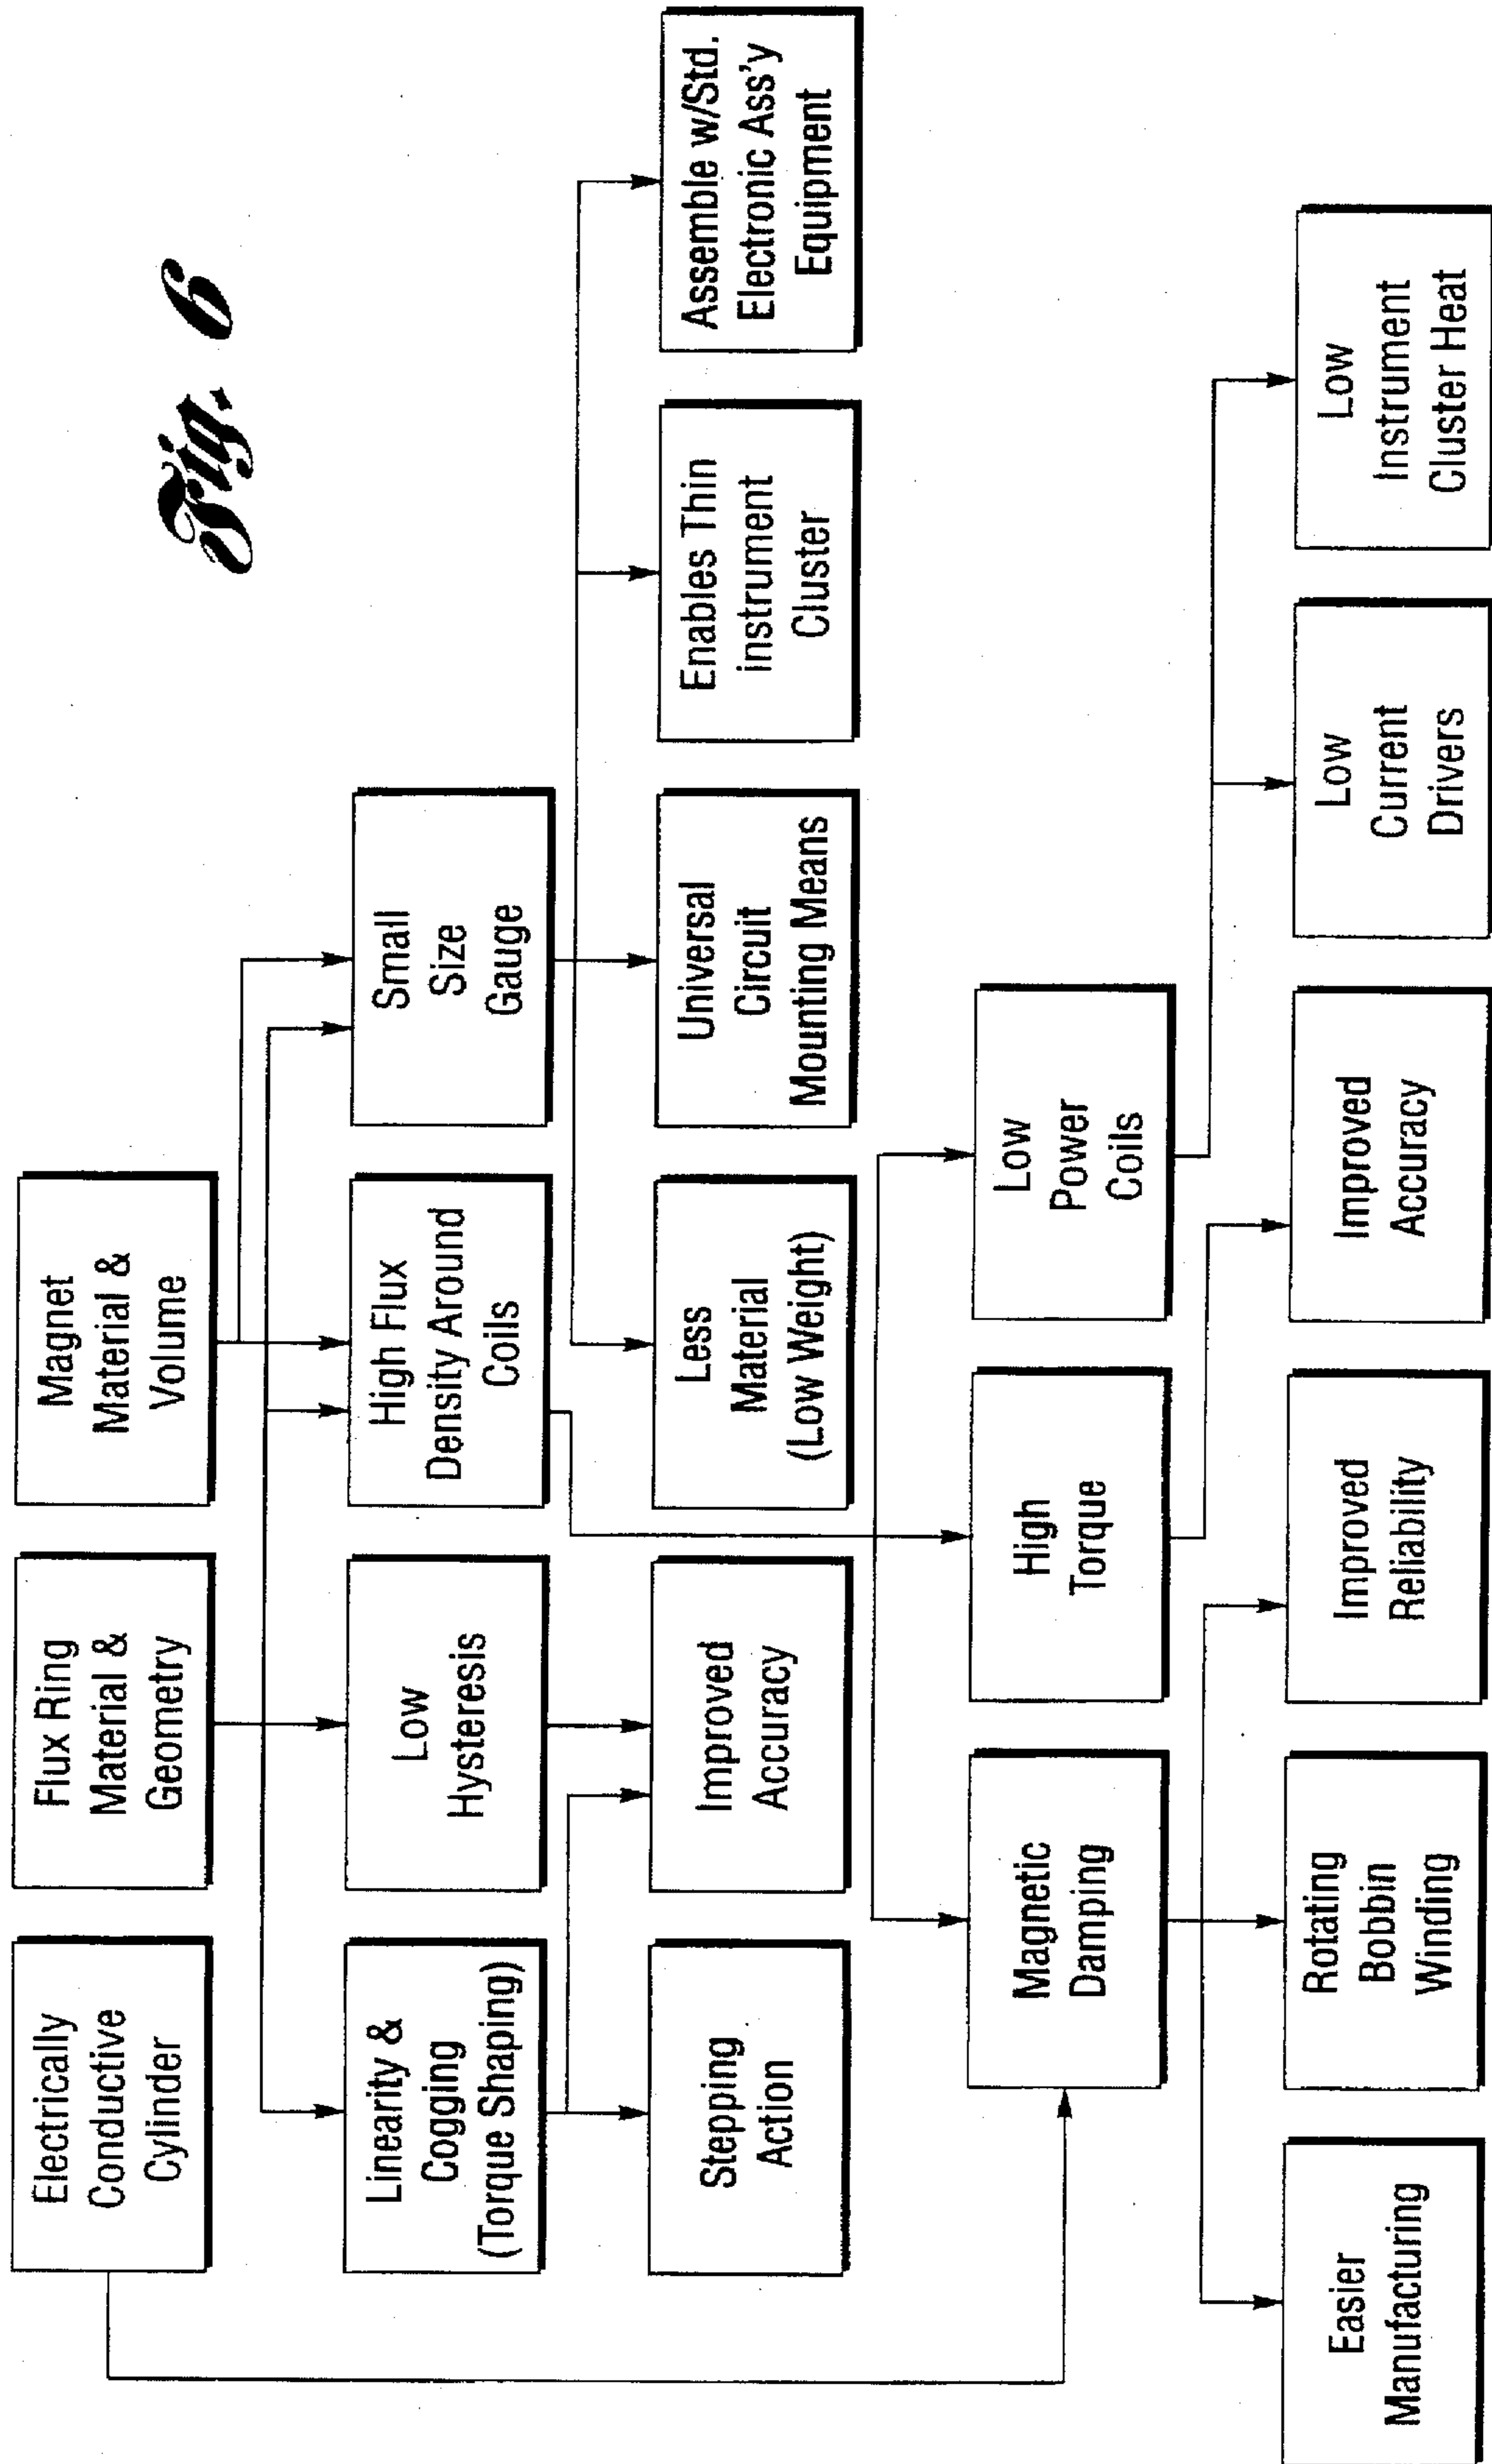 Fig. 6
Electrically
Conductive
Cylinder
Flux Ring
Material &
Geometry
Magnet
Material &
Volume
Linearity &
Cogging
(Torque Shaping)
Low
Hysteresis
High Flux
Density Around
Coils
Small
Size
Gauge
Stepping
Action
Improved
Accuracy
Less
Material
(Low Weight)
Universal
Circuit
Mounting Means
Enables Thin
instrument
Cluster
Assemble w/Std.
Electronic Ass'y
Equipment
Magnetic
Damping
High
Torque
Low
Power
Coils
Easier
Manufacturing
Rotating
Bobbin
Winding
Improved
Reliability
Improved
Accuracy
Low
Current
Drivers
Low
Instrument
Cluster Heat